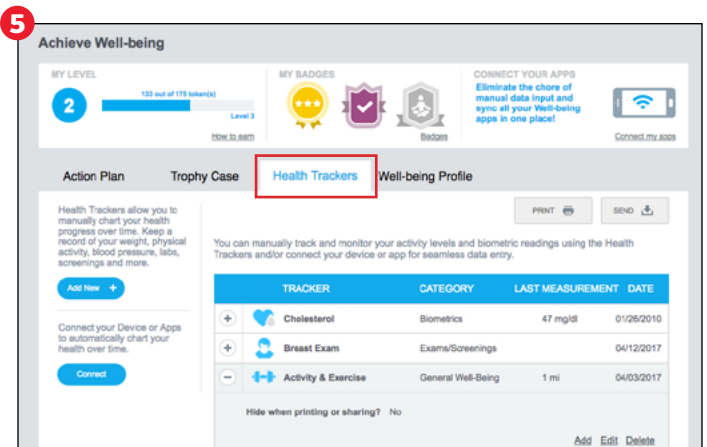 5
Achieve Well-being
MY LEVEL
2
133 out of 175 token(s)
Level 3
How to earn
MY BADGES
Badges
CONNECT YOUR APPS
Eliminate the chore of
manual data input and
sync all your Well-being
apps in one place!
Connect my apps
Action Plan
Trophy Case
Health Trackers
Well-being Profile
Health Trackers allow you to
manually chart your health
progress over time. Keep a
record of your weight, physical
activity, blood pressure, labs,
screenings and more.
Add New +
Connect your Device or Apps
to automatically chart your
health over time.
Connect
PRINT
SEND
You can manually track and monitor your activity levels and biometric readings using the Health
Trackers and/or connect your device or app for seamless data entry.
TRACKER CATEGORY LAST MEASUREMENT DATE
+ Cholesterol Biometrics 47 mg/dl 01/26/2010
+ Breast Exam Exams/Screenings 04/12/2017
− Activity & Exercise General Well-Being 1 mi 04/03/2017
Hide when printing or sharing? No
Add Edit Delete